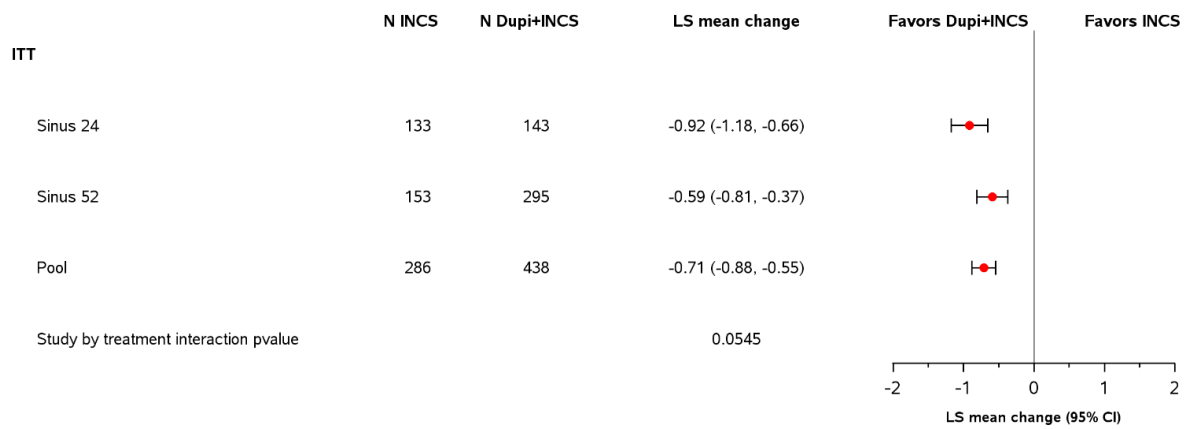 N INCS N Dupi+INCS LS mean change Favors Dupi+INCS Favors INCS
ITT
Sinus 24 133 143 -0.92 (-1.18, -0.66)
Sinus 52 153 295 -0.59 (-0.81, -0.37)
Pool 286 438 -0.71 (-0.88, -0.55)
Study by treatment interaction pvalue 0.0545
-2 -1 0 1 2
LS mean change (95% CI)